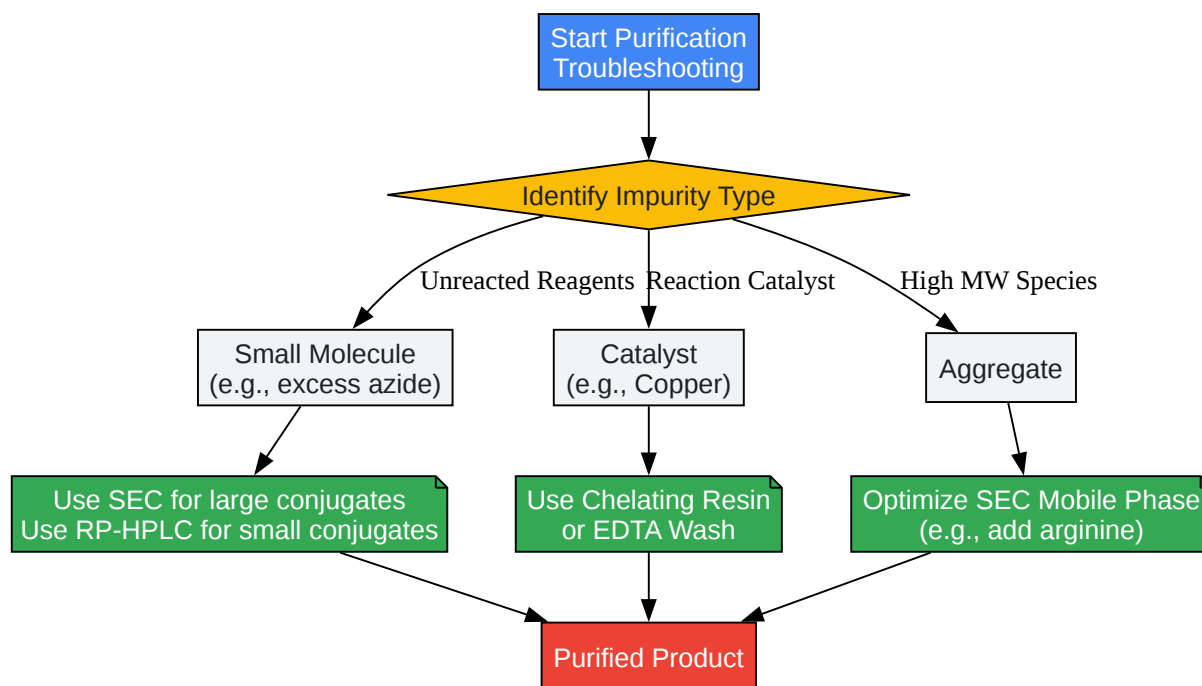 Start Purification
Troubleshooting
Identify Impurity Type
Unreacted Reagents
Reaction Catalyst
High MW Species
Small Molecule
(e.g., excess azide)
Catalyst
(e.g., Copper)
Aggregate
Use SEC for large conjugates
Use RP-HPLC for small conjugates
Use Chelating Resin
or EDTA Wash
Optimize SEC Mobile Phase
(e.g., add arginine)
Purified Product